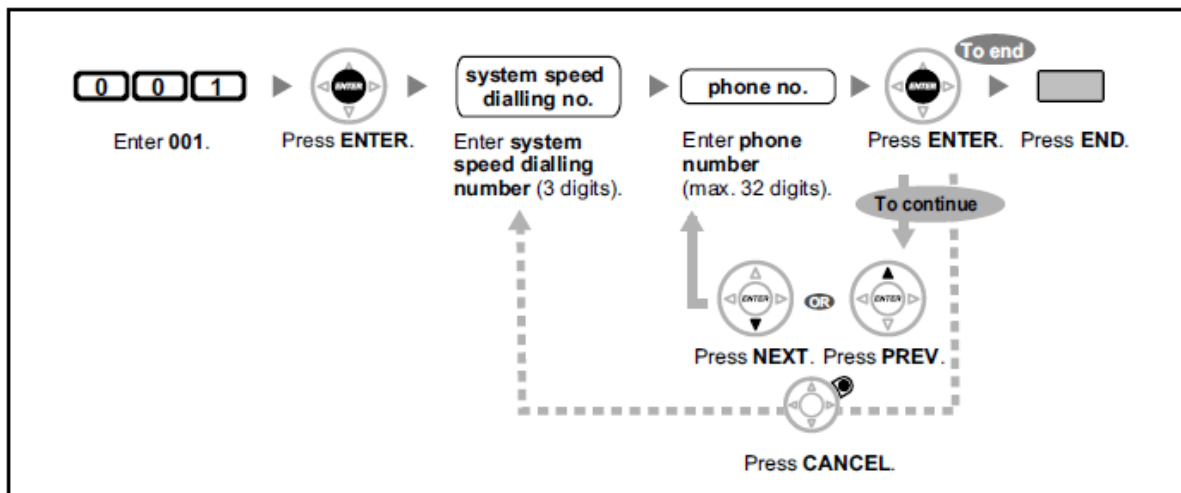 To end
0 0 1
ENTER
system speed
dialling no.
phone no.
ENTER
Enter 001.
Press ENTER.
Enter system
speed dialling
number (3 digits).
Enter phone
number
(max. 32 digits).
Press ENTER.
Press END.
To continue
ENTER
OR
ENTER
Press NEXT.
Press PREV.
Press CANCEL.